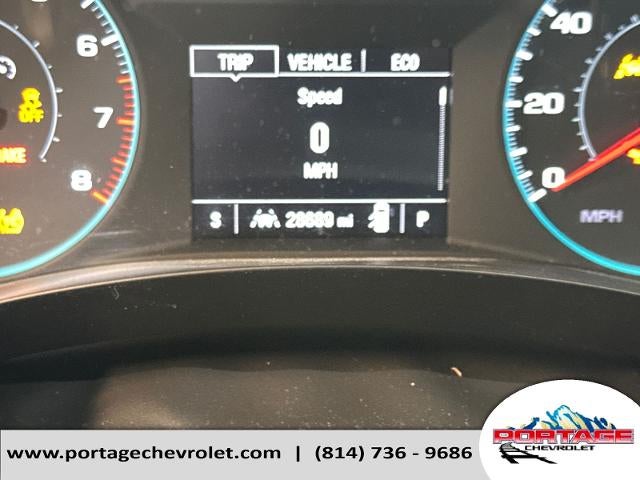 6
7
8
OFF
TRIP VEHICLE ECO
Speed
0
MPH
S mi P
40
20
0
MPH
www.portagechevrolet.com | (814) 736 - 9686
PORTAGE
CHEVROLET